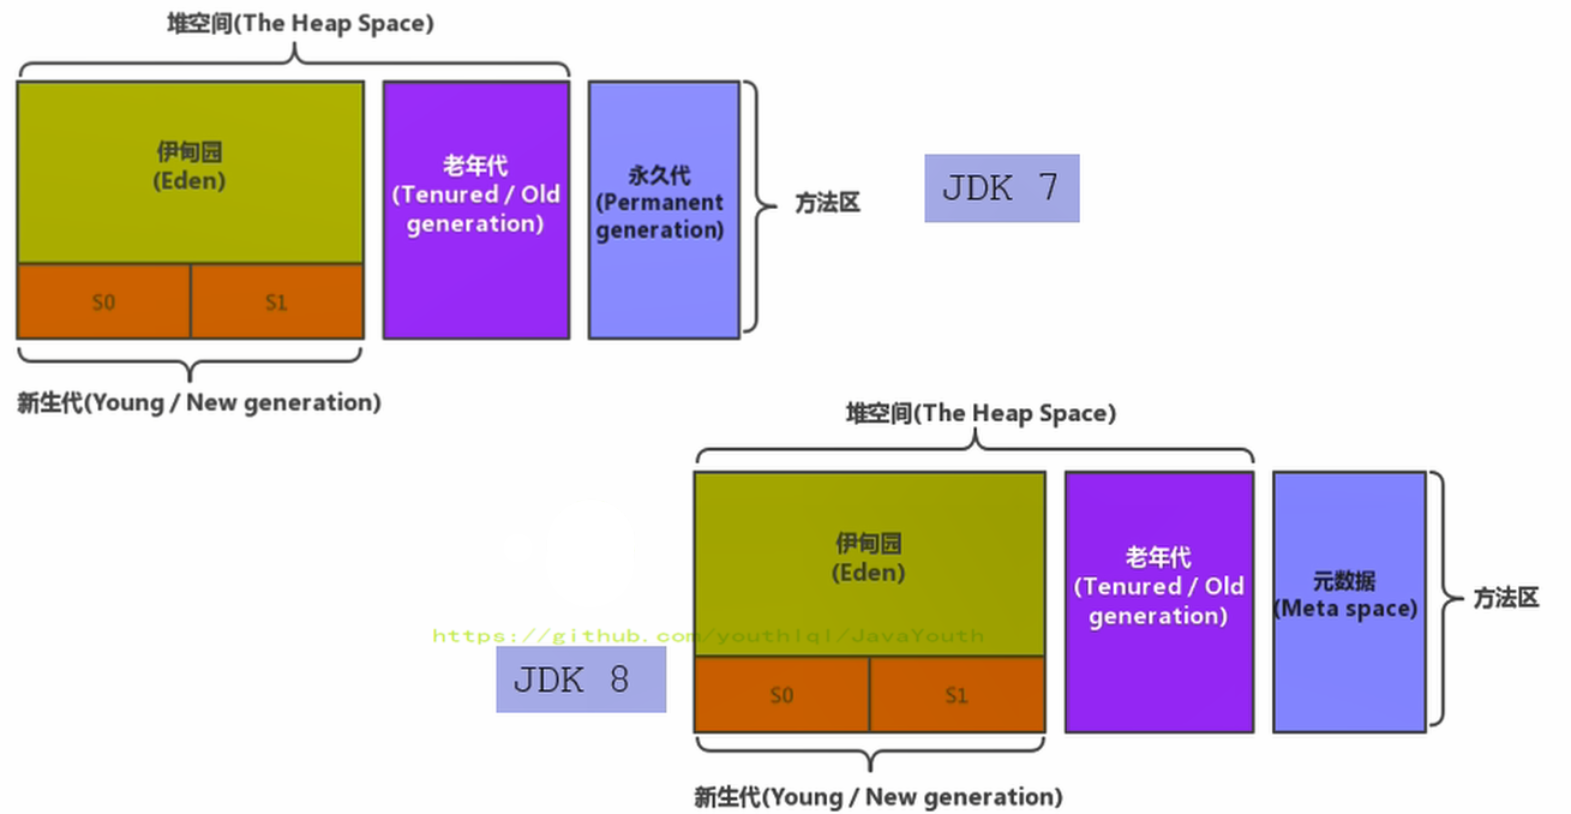 堆空间(The Heap Space)
伊甸园
(Eden)
S0
S1
新生代(Young / New generation)
老年代
(Tenured / Old
generation)
永久代
(Permanent
generation)
方法区
JDK 7
堆空间(The Heap Space)
伊甸园
(Eden)
S0
S1
新生代(Young / New generation)
老年代
(Tenured / Old
generation)
元数据
(Meta space)
方法区
https://github.com/youthlql/JavaYouth
JDK 8